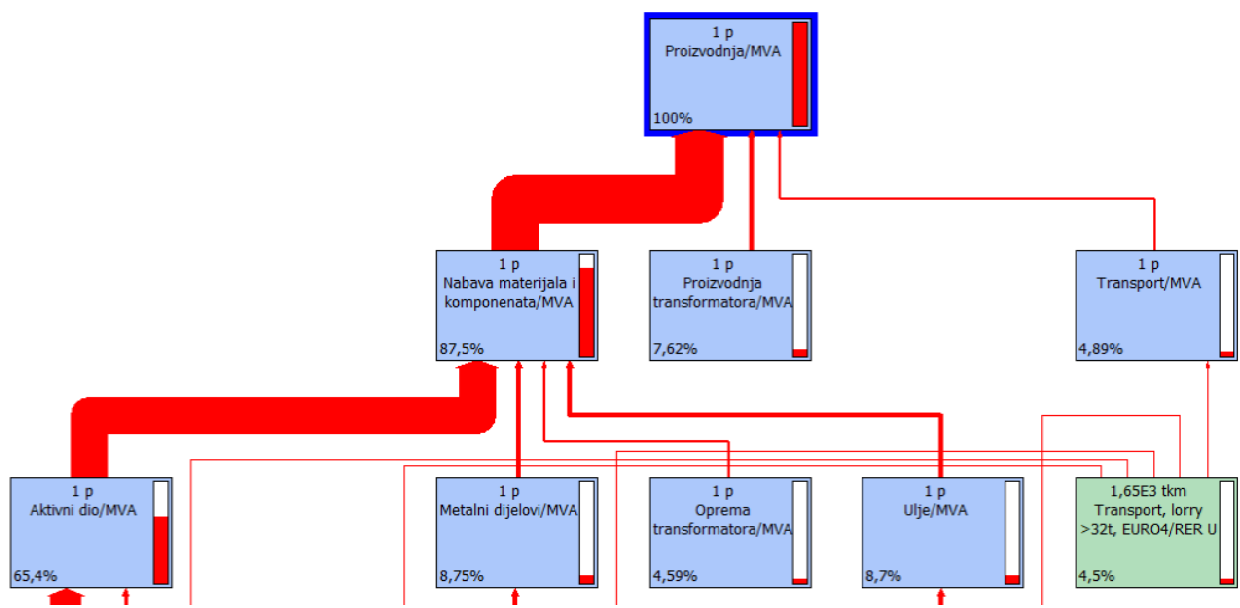 1 p
Proizvodnja/MVA
100%
1 p
Nabava materijala i
komponenata/MVA
87,5%
1 p
Proizvodnja
transformatora/MVA
7,62%
1 p
Transport/MVA
4,89%
1 p
Aktivni dio/MVA
65,4%
1 p
Metalni dijelovi/MVA
8,75%
1 p
Oprema
transformatora/MVA
4,59%
1 p
Ulje/MVA
8,7%
1,65E3 tkm
Transport, lorry
>32t, EURO4/RER U
4,5%